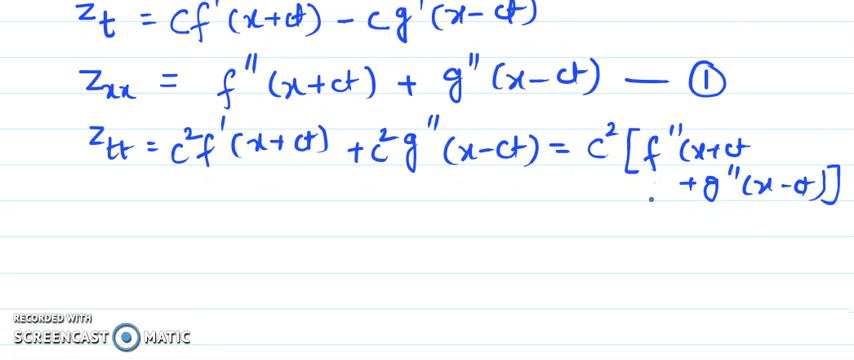 z_t = cf'(x+ct) - cg'(x-ct)
z_xx = f''(x+ct) + g''(x-ct) — ①
z_tt = c²f'(x+ct) + c²g''(x-ct) = c²[f''(x+ct
+g''(x-ct)]
RECORDED WITH
SCREENCAST MATIC